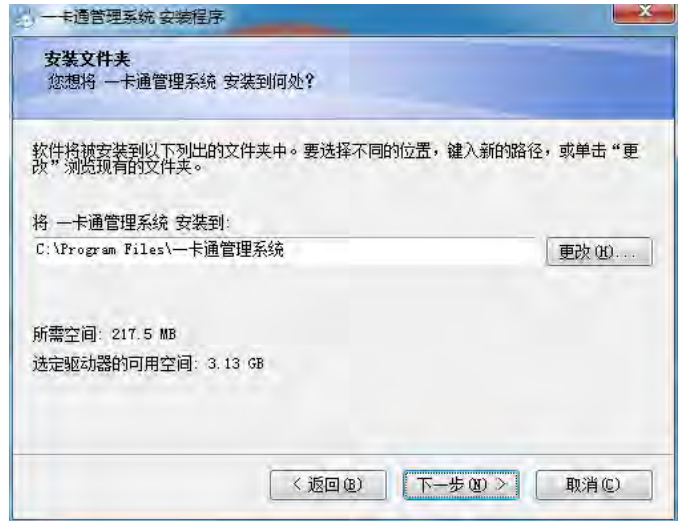 一卡通管理系统 安装程序
安装文件夹
您想将 一卡通管理系统 安装到何处?
软件将被安装到以下列出的文件夹中。要选择不同的位置，键入新的路径，或单击“更
改”浏览现有的文件夹。
将 一卡通管理系统 安装到:
C:\Program Files\一卡通管理系统
更改(H)...
所需空间: 217.5 MB
选定驱动器的可用空间: 3.13 GB
< 返回(B)
下一步(N) >
取消(C)